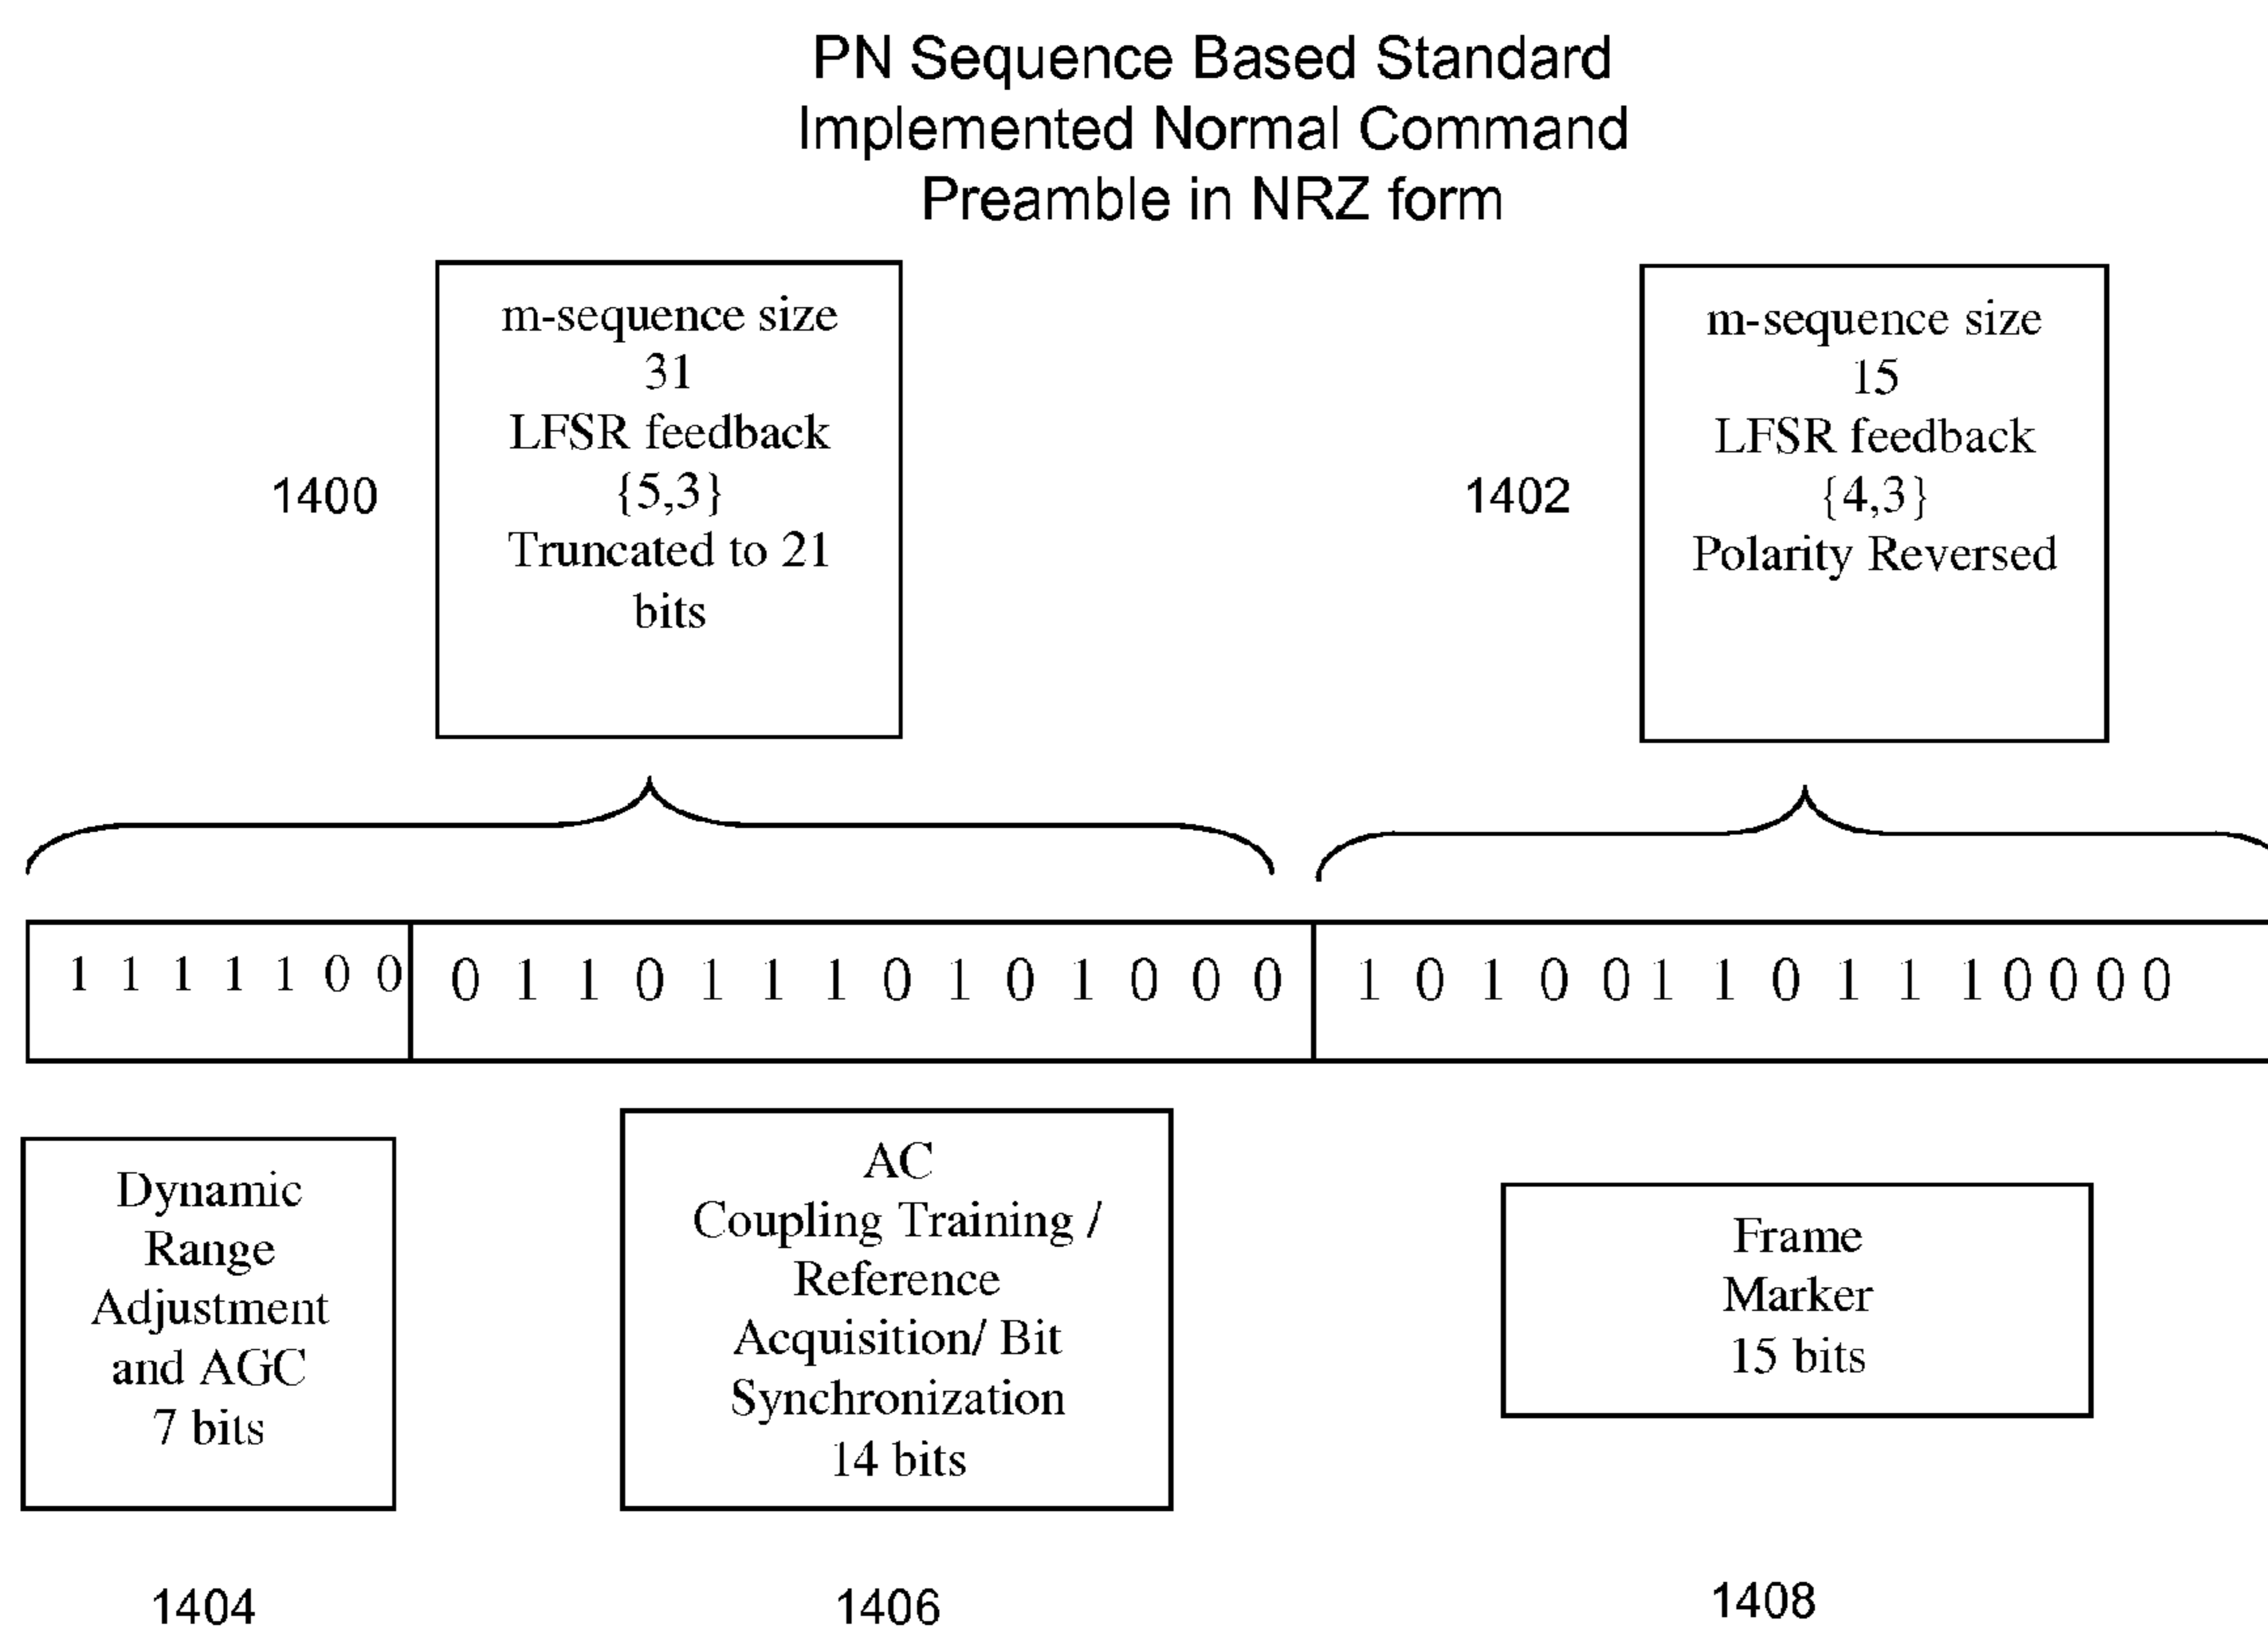 PN Sequence Based Standard
Implemented Normal Command
Preamble in NRZ form
1400
m-sequence size
31
LFSR feedback
{5,3}
Truncated to 21
bits
1402
m-sequence size
15
LFSR feedback
{4,3}
Polarity Reversed
1 1 1 1 1 0 0 0 1 1 0 1 1 1 0 1 0 1 0 0 0 1 0 1 0 0 1 1 0 1 1 1 0 0 0 0
Dynamic
Range
Adjustment
and AGC
7 bits
AC
Coupling Training /
Reference
Acquisition/ Bit
Synchronization
14 bits
Frame
Marker
15 bits
1404
1406
1408